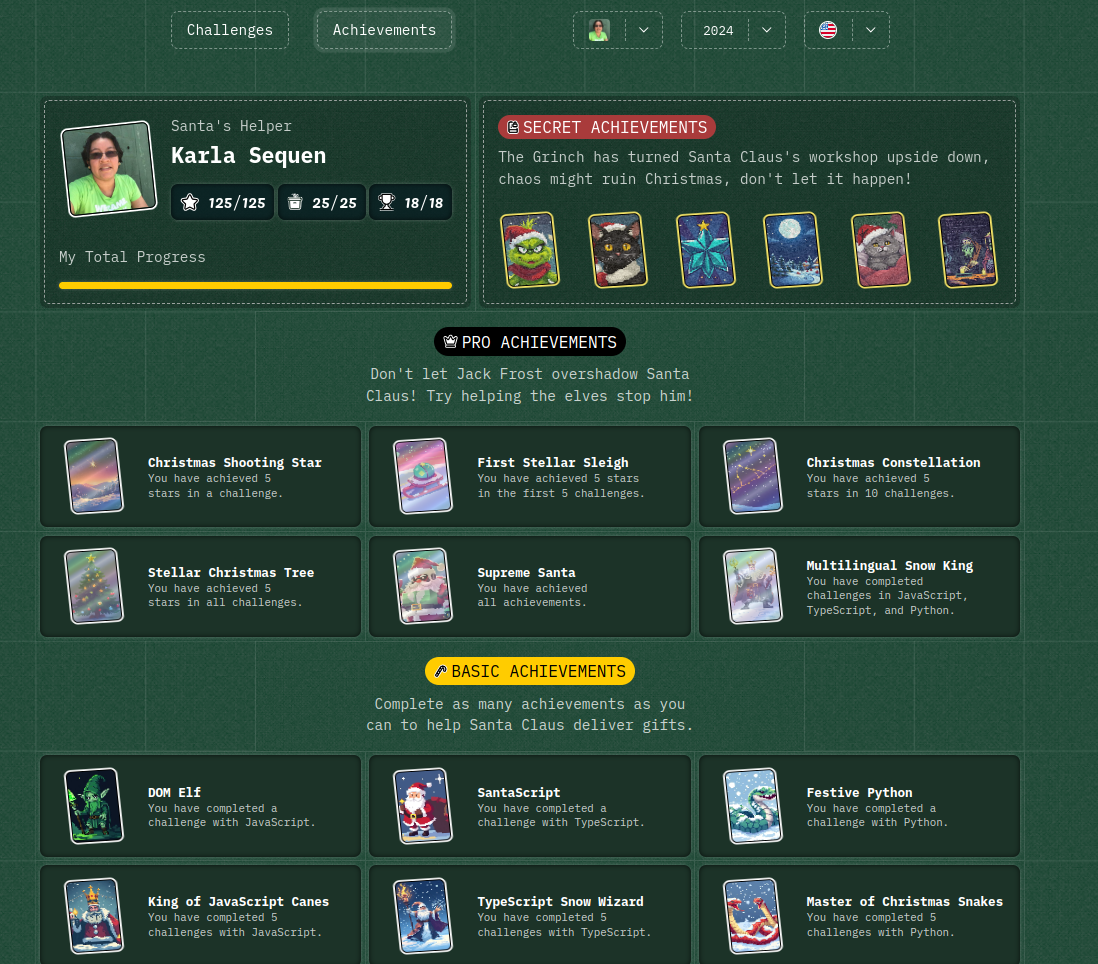 Challenges
Achievements
2024
Santa's Helper
Karla Sequen
125/125
25/25
18/18
My Total Progress
SECRET ACHIEVEMENTS
The Grinch has turned Santa Claus's workshop upside down,
chaos might ruin Christmas, don't let it happen!
PRO ACHIEVEMENTS
Don't let Jack Frost overshadow Santa
Claus! Try helping the elves stop him!
Christmas Shooting Star
You have achieved 5
stars in a challenge.
First Stellar Sleigh
You have achieved 5 stars
in the first 5 challenges.
Christmas Constellation
You have achieved 5
stars in 10 challenges.
Stellar Christmas Tree
You have achieved 5
stars in all challenges.
Supreme Santa
You have achieved
all achievements.
Multilingual Snow King
You have completed
challenges in JavaScript,
TypeScript, and Python.
BASIC ACHIEVEMENTS
Complete as many achievements as you
can to help Santa Claus deliver gifts.
DOM Elf
You have completed a
challenge with JavaScript.
SantaScript
You have completed a
challenge with TypeScript.
Festive Python
You have completed a
challenge with Python.
King of JavaScript Canes
You have completed 5
challenges with JavaScript.
TypeScript Snow Wizard
You have completed 5
challenges with TypeScript.
Master of Christmas Snakes
You have completed 5
challenges with Python.